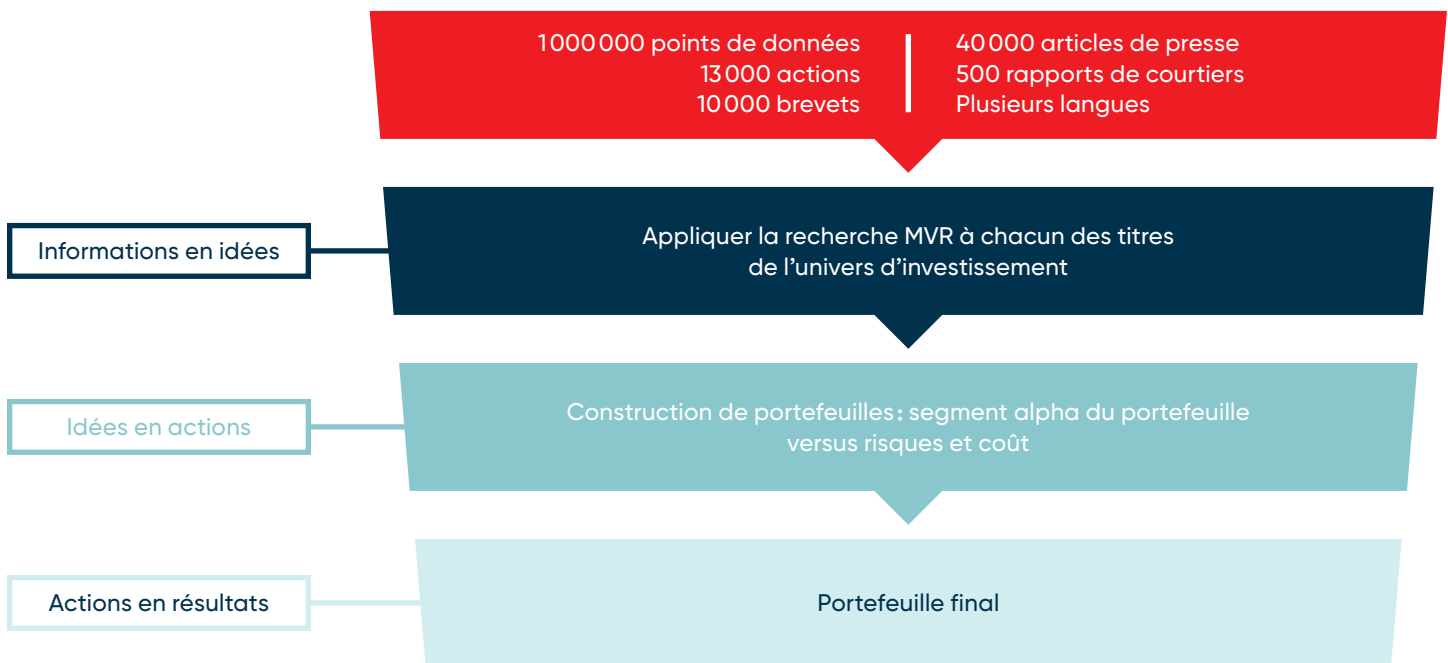 1 000 000 points de données
13 000 actions
10 000 brevets
40 000 articles de presse
500 rapports de courtiers
Plusieurs langues
Informations en idées
Appliquer la recherche MVR à chacun des titres
de l’univers d’investissement
Idées en actions
Construction de portefeuilles : segment alpha du portefeuille
versus risques et coût
Actions en résultats
Portefeuille final